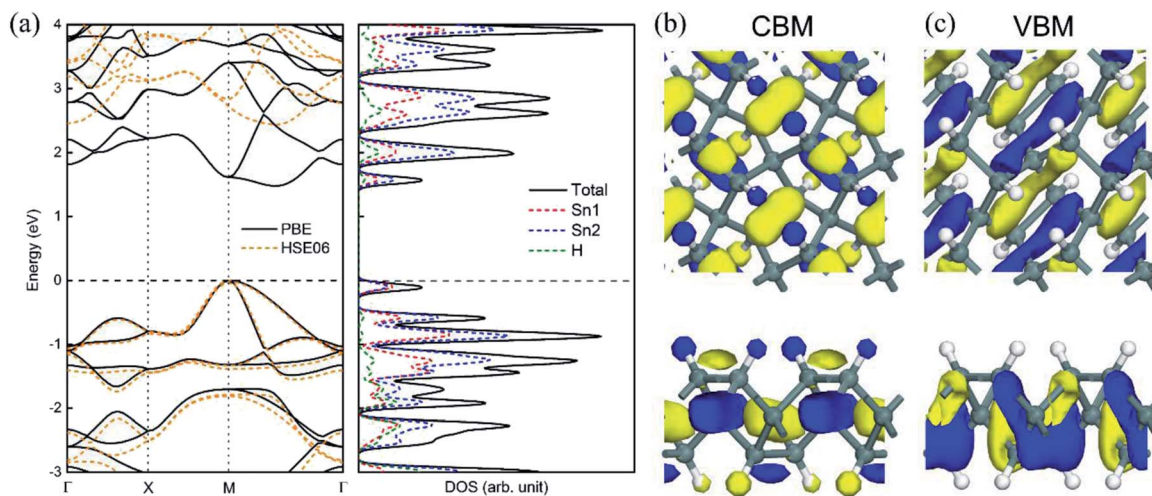 (a)
4
3
2
1
0
-1
-2
-3
Energy (eV)
PBE
HSE06
Γ
X
M
Γ
Total
Sn1
Sn2
H
DOS (arb. unit)
(b)
CBM
(c)
VBM